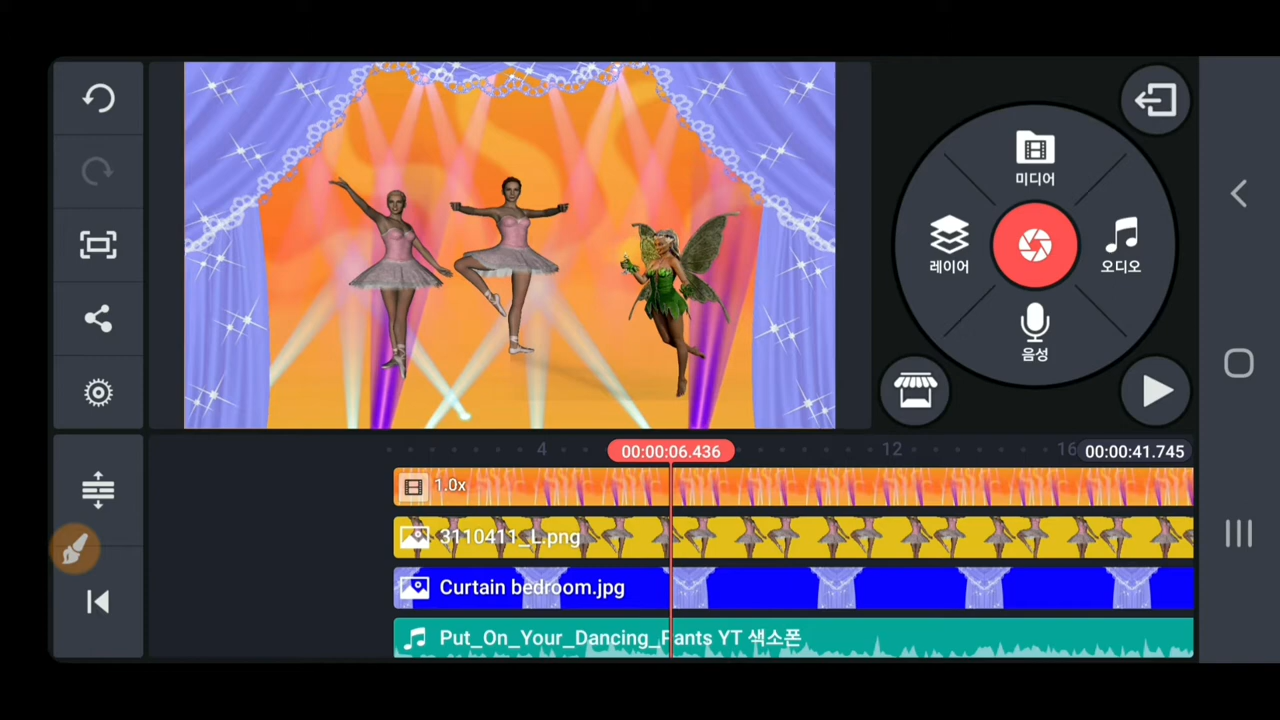 미디어
레이어
오디오
음성
4
00:00:06.436
12
16
00:00:41.745
1.0x
3110411_L.png
Curtain bedroom.jpg
Put_On_Your_Dancing_Pants YT 색소폰